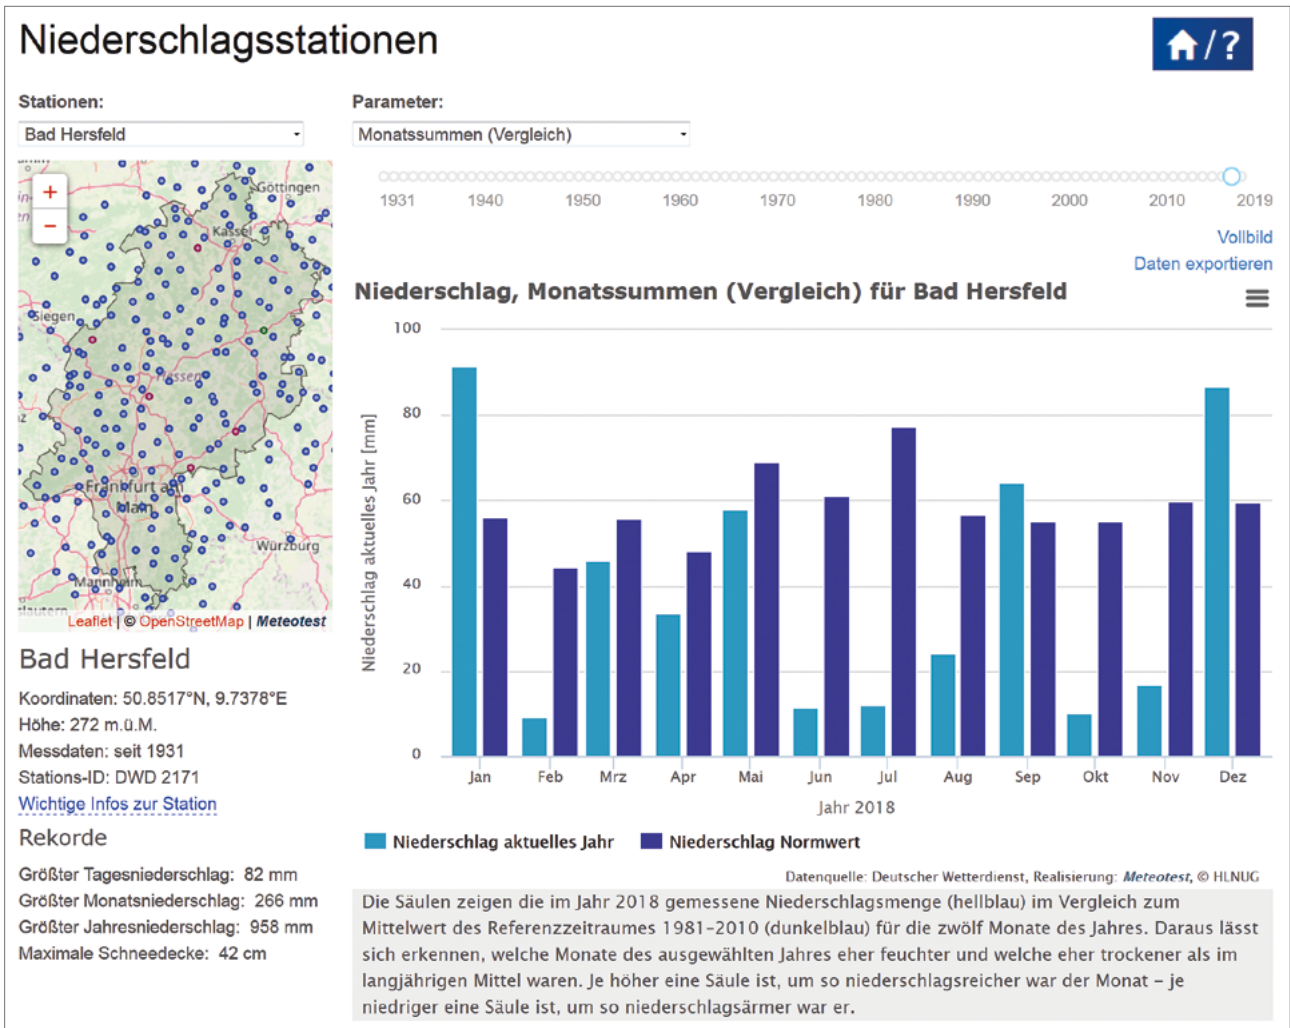 Niederschlagsstationen
/?
Stationen:
Parameter:
Bad Hersfeld
Monatssummen (Vergleich)
1931 1940 1950 1960 1970 1980 1990 2000 2010 2019
Vollbild
Daten exportieren
+
−
Göttingen
Kassel
Siegen
Hessen
Frankfurt am
Main
Würzburg
Mannheim
Leaflet | © OpenStreetMap | Meteotest
Niederschlag, Monatssummen (Vergleich) für Bad Hersfeld
Niederschlag aktuelles Jahr [mm]
100
80
60
40
20
0
Jan Feb Mrz Apr Mai Jun Jul Aug Sep Okt Nov Dez
Jahr 2018
Niederschlag aktuelles Jahr Niederschlag Normwert
Datenquelle: Deutscher Wetterdienst, Realisierung: Meteotest, © HLNUG
Bad Hersfeld
Koordinaten: 50.8517°N, 9.7378°E
Höhe: 272 m.ü.M.
Messdaten: seit 1931
Stations-ID: DWD 2171
Wichtige Infos zur Station
Rekorde
Größter Tagesniederschlag: 82 mm
Größter Monatsniederschlag: 266 mm
Größter Jahresniederschlag: 958 mm
Maximale Schneedecke: 42 cm
Die Säulen zeigen die im Jahr 2018 gemessene Niederschlagsmenge (hellblau) im Vergleich zum
Mittelwert des Referenzzeitraumes 1981–2010 (dunkelblau) für die zwölf Monate des Jahres. Daraus lässt
sich erkennen, welche Monate des ausgewählten Jahres eher feuchter und welche eher trockener als im
langjährigen Mittel waren. Je höher eine Säule ist, um so niederschlagsreicher war der Monat – je
niedriger eine Säule ist, um so niederschlagsärmer war er.